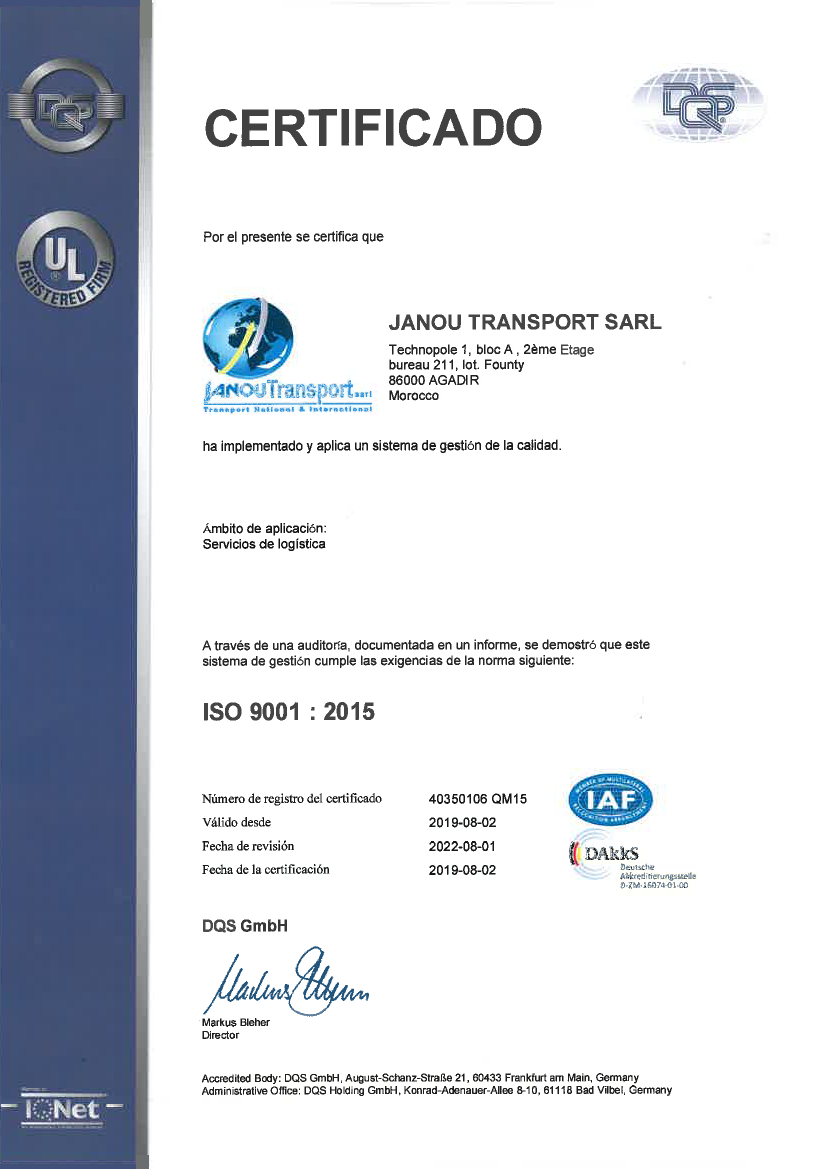 DQS
CERTIFICADO
DQS
UL
®
REGISTERED FIRM
Por el presente se certifica que
JANOU Transport sarl
Transport National & International
JANOU TRANSPORT SARL
Technopole 1, bloc A , 2ème Etage
bureau 211, lot. Founty
86000 AGADIR
Morocco
ha implementado y aplica un sistema de gestión de la calidad.
Ámbito de aplicación:
Servicios de logística
A través de una auditoría, documentada en un informe, se demostró que este
sistema de gestión cumple las exigencias de la norma siguiente:
ISO 9001 : 2015
Número de registro del certificado 40350106 QM15
Válido desde 2019-08-02
Fecha de revisión 2022-08-01
Fecha de la certificación 2019-08-02
MEMBER OF MULTILATERAL
IAF
RECOGNITION ARRANGEMENT
DAkkS
Deutsche
Akkreditierungsstelle
D-ZM-16074-01-00
DQS GmbH
Markus Bleher
Director
Accredited Body: DQS GmbH, August-Schanz-Straße 21, 60433 Frankfurt am Main, Germany
Administrative Office: DQS Holding GmbH, Konrad-Adenauer-Allee 8-10, 61118 Bad Vilbel, Germany
IQNet